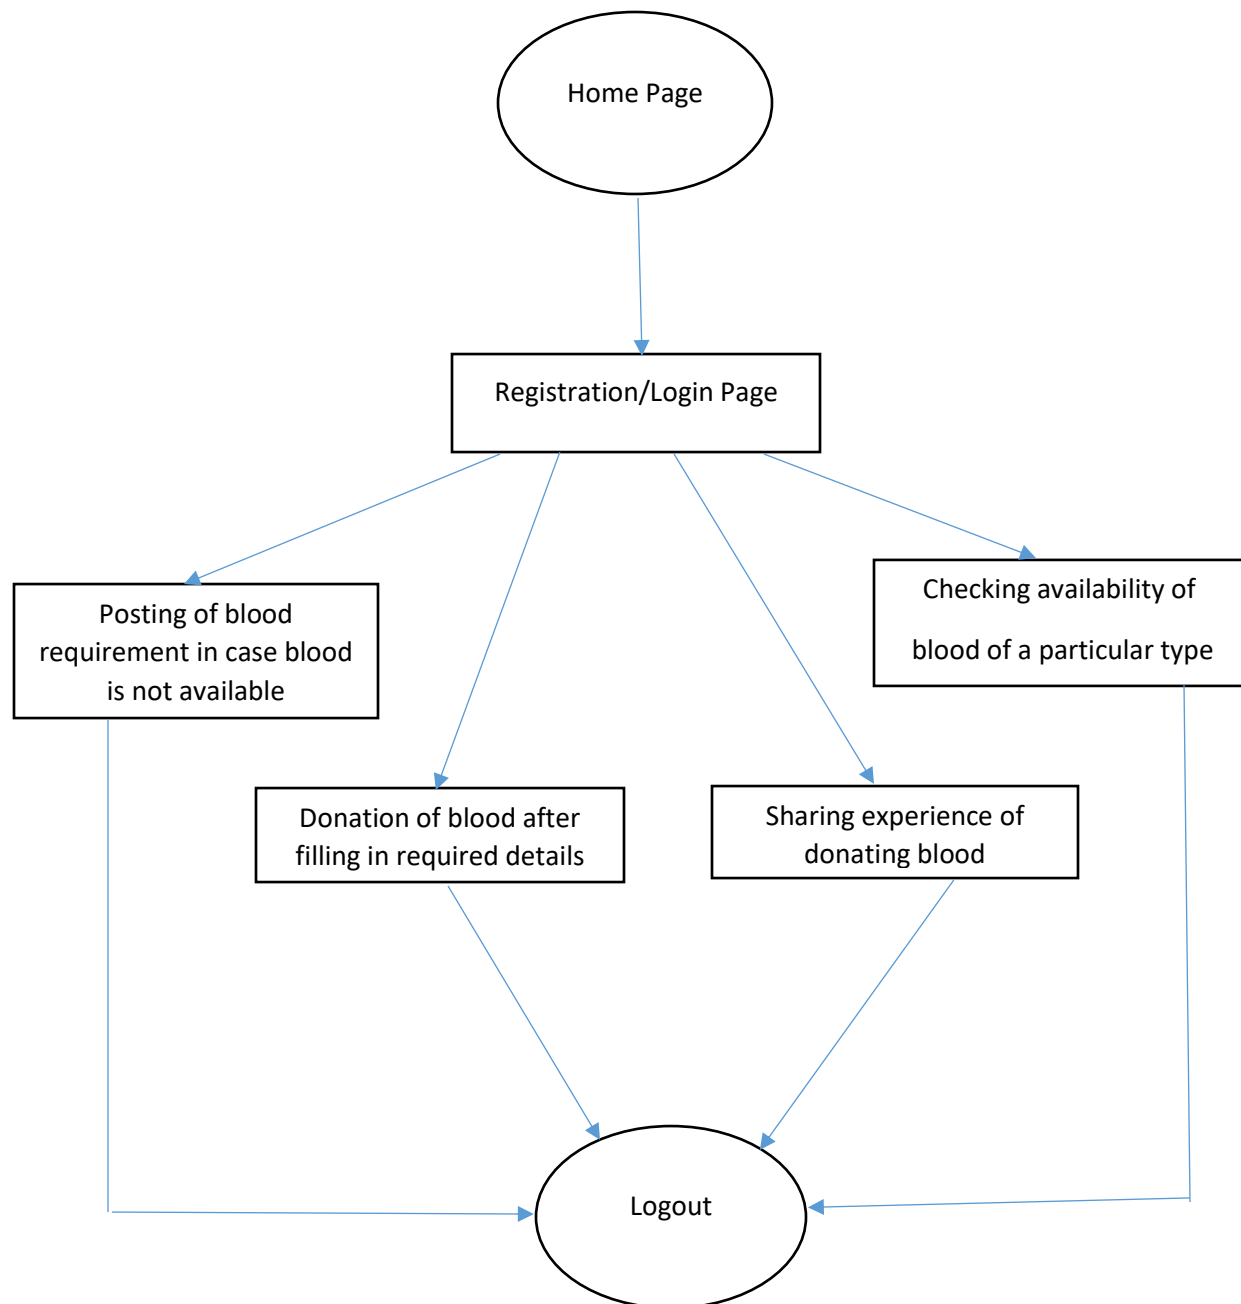 Home Page
Registration/Login Page
Posting of blood
requirement in case blood
is not available
Checking availability of
blood of a particular type
Donation of blood after
filling in required details
Sharing experience of
donating blood
Logout